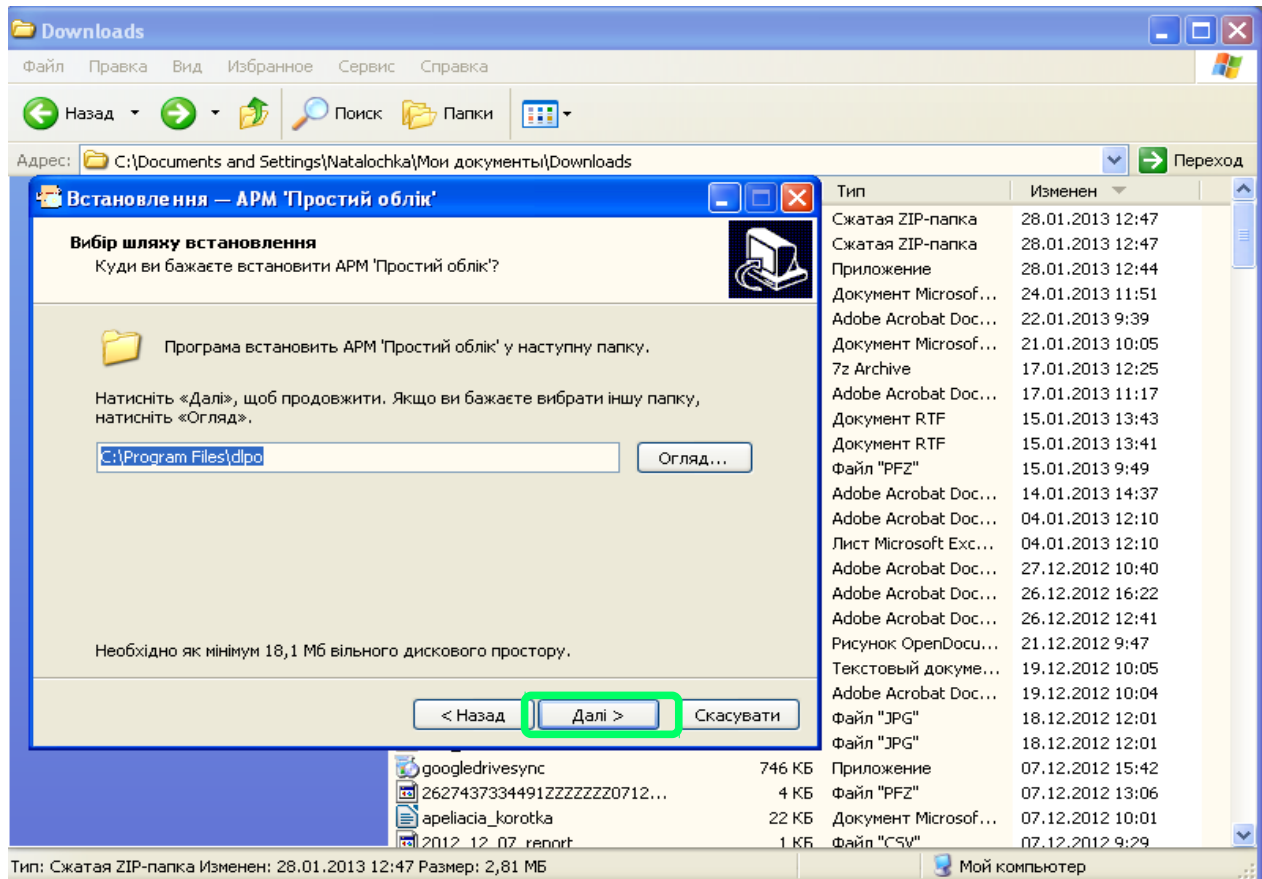 Downloads
Файл Правка Вид Избранное Сервис Справка
Назад Поиск Папки
Адрес: C:\Documents and Settings\Natalochka\Мои документы\Downloads Переход
Встановлення — АРМ 'Простий облік'
Вибір шляху встановлення
Куди ви бажаєте встановити АРМ 'Простий облік'?
Програма встановить АРМ 'Простий облік' у наступну папку.
Натисніть «Далі», щоб продовжити. Якщо ви бажаєте вибрати іншу папку,
натисніть «Огляд».
C:\Program Files\dlpo Огляд...
Необхідно як мінімум 18,1 Мб вільного дискового простору.
< Назад Далі > Скасувати
Тип Изменен
Сжатая ZIP-папка 28.01.2013 12:47
Сжатая ZIP-папка 28.01.2013 12:47
Приложение 28.01.2013 12:44
Документ Microsof... 24.01.2013 11:51
Adobe Acrobat Doc... 22.01.2013 9:39
Документ Microsof... 21.01.2013 10:05
7z Archive 17.01.2013 12:25
Adobe Acrobat Doc... 17.01.2013 11:17
Документ RTF 15.01.2013 13:43
Документ RTF 15.01.2013 13:41
Файл "PFZ" 15.01.2013 9:49
Adobe Acrobat Doc... 14.01.2013 14:37
Adobe Acrobat Doc... 04.01.2013 12:10
Лист Microsoft Exc... 04.01.2013 12:10
Adobe Acrobat Doc... 27.12.2012 10:40
Adobe Acrobat Doc... 26.12.2012 16:22
Adobe Acrobat Doc... 26.12.2012 12:41
Рисунок OpenDocu... 21.12.2012 9:47
Текстовый докуме... 19.12.2012 10:05
Adobe Acrobat Doc... 19.12.2012 10:04
Файл "JPG" 18.12.2012 12:01
Файл "JPG" 18.12.2012 12:01
googledrivesync 746 КБ Приложение 07.12.2012 15:42
2627437334491ZZZZZZZ0712... 4 КБ Файл "PFZ" 07.12.2012 13:06
apeliacia_korotka 22 КБ Документ Microsof... 07.12.2012 10:01
2012_12_07_report 1 КБ Файл "CSV" 07.12.2012 9:29
Тип: Сжатая ZIP-папка Изменен: 28.01.2013 12:47 Размер: 2,81 МБ Мой компьютер